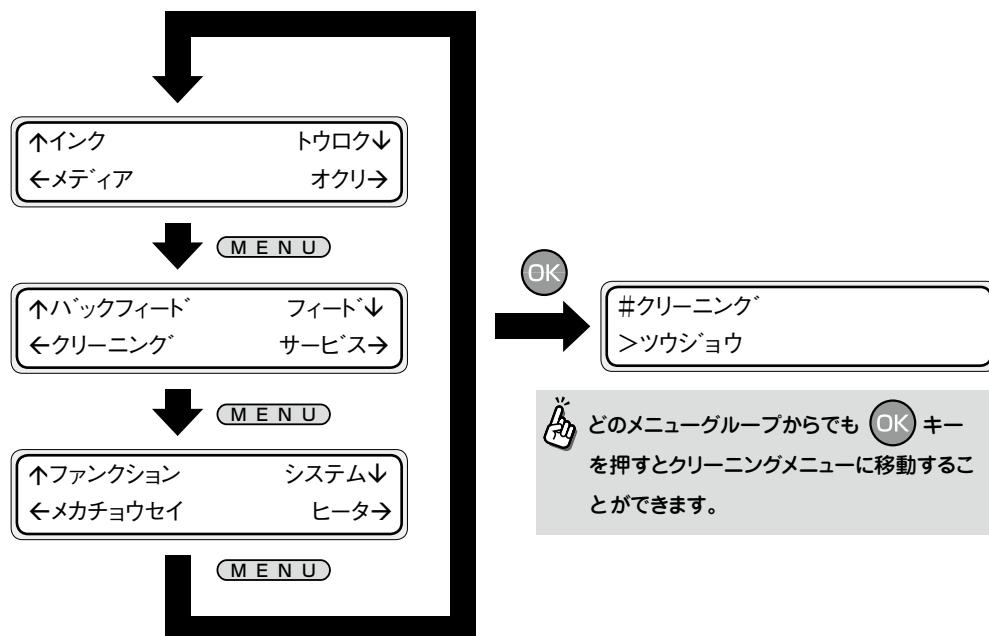 ↑インク トウロク↓
←メディア オクリ→
MENU
↑バックフィード フィード↓
←クリーニング サービス→
MENU
↑ファンクション システム↓
←メカチョウセイ ヒータ→
MENU
OK
#クリーニング
>ツウジョウ
どのメニューグループからでも OK キー
を押すとクリーニングメニューに移動するこ
とができます。